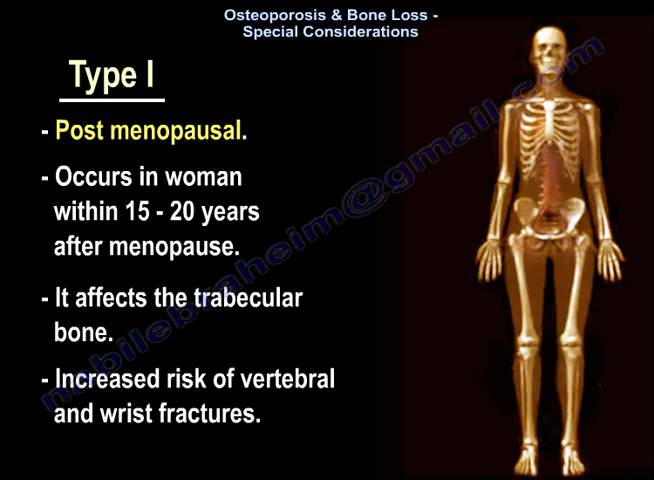 Osteoporosis & Bone Loss -
Special Considerations
Type I
- Post menopausal.
- Occurs in woman
within 15 - 20 years
after menopause.
- It affects the trabecular
bone.
- Increased risk of vertebral
and wrist fractures.
nabilebraheim@gmail.com